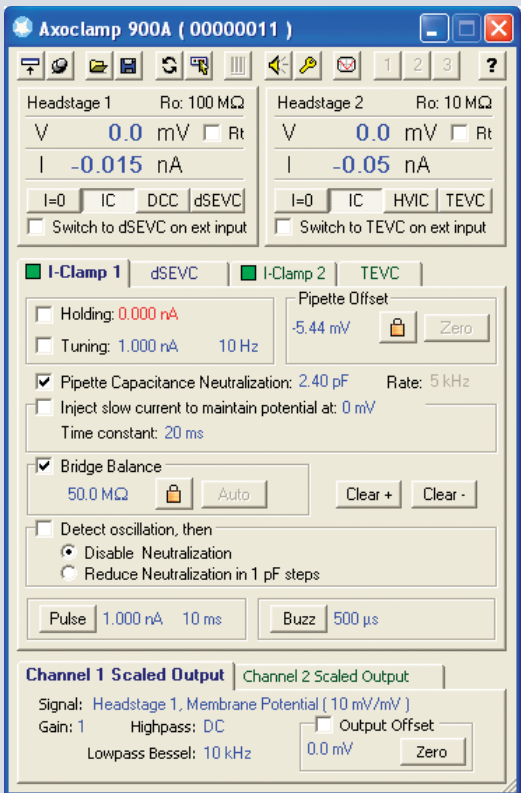 Axoclamp 900A ( 00000011 )
1 2 3 ?
Headstage 1 Ro: 100 MΩ
V 0.0 mV Rt
I -0.015 nA
I=0 IC DCC dSEVC
Switch to dSEVC on ext input
Headstage 2 Ro: 10 MΩ
V 0.0 mV Rt
I -0.05 nA
I=0 IC HVIC TEVC
Switch to TEVC on ext input
I-Clamp 1 dSEVC I-Clamp 2 TEVC
Holding: 0.000 nA
Tuning: 1.000 nA 10 Hz
Pipette Offset
-5.44 mV Zero
Pipette Capacitance Neutralization: 2.40 pF Rate: 5 kHz
Inject slow current to maintain potential at: 0 mV
Time constant: 20 ms
Bridge Balance
50.0 MΩ Auto Clear + Clear -
Detect oscillation, then
Disable Neutralization
Reduce Neutralization in 1 pF steps
Pulse 1.000 nA 10 ms Buzz 500 µs
Channel 1 Scaled Output Channel 2 Scaled Output
Signal: Headstage 1, Membrane Potential ( 10 mV/mV )
Gain: 1 Highpass: DC
Lowpass Bessel: 10 kHz
Output Offset
0.0 mV Zero